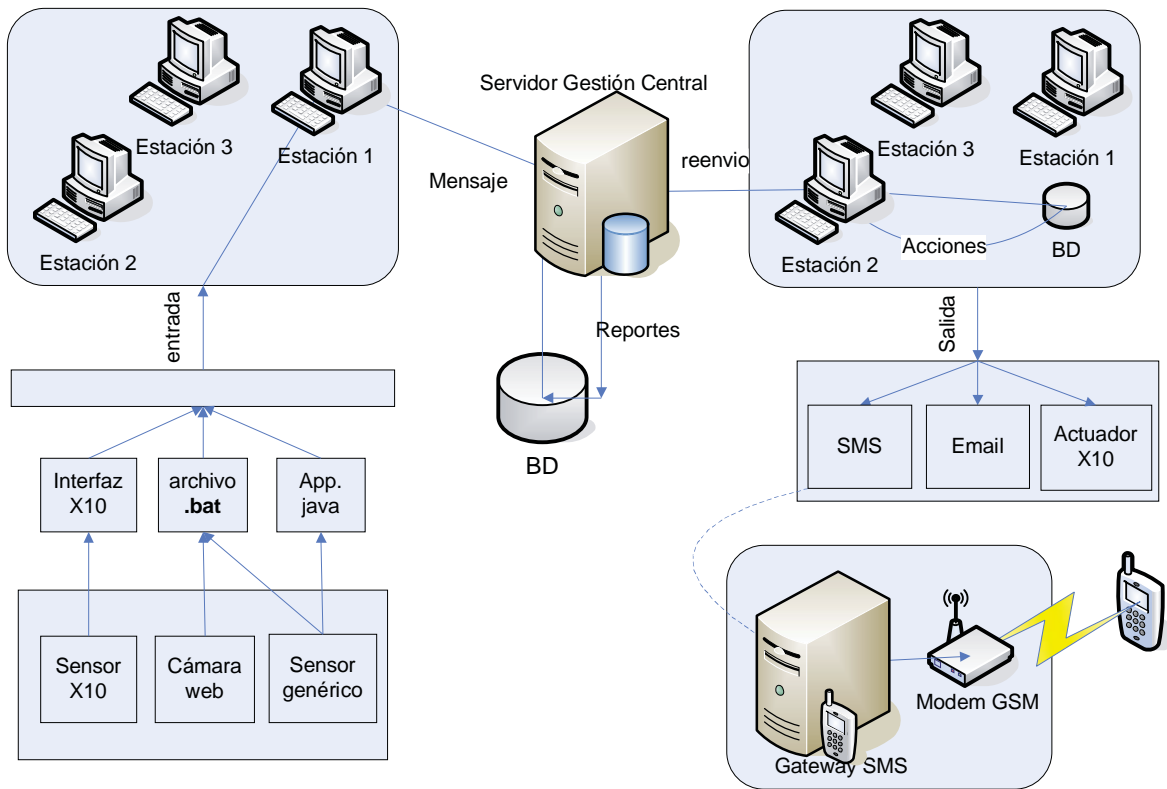 Estación 3
Estación 1
Estación 2
Servidor Gestión Central
Mensaje
reenvio
Estación 3
Estación 1
Acciones
BD
Estación 2
entrada
Reportes
BD
Salida
Interfaz
X10
archivo
.bat
App.
java
Sensor
X10
Cámara
web
Sensor
genérico
SMS
Email
Actuador
X10
Modem GSM
Gateway SMS